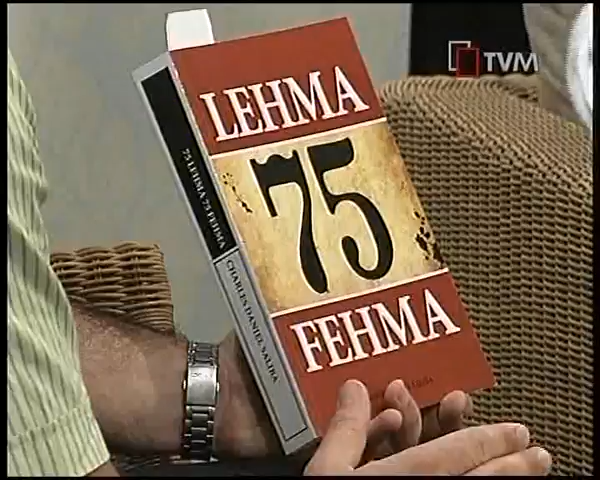 TVM
LEHMA
75
FEHMA
75 LEHMA 75 FEHMA
CHARLES DANIEL SALIBA